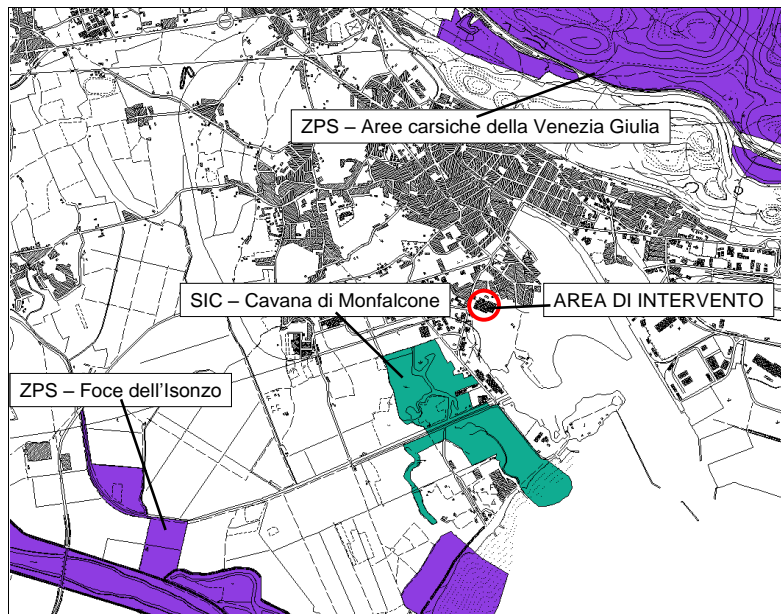 ZPS – Aree carsiche della Venezia Giulia
SIC – Cavana di Monfalcone
AREA DI INTERVENTO
ZPS – Foce dell'Isonzo